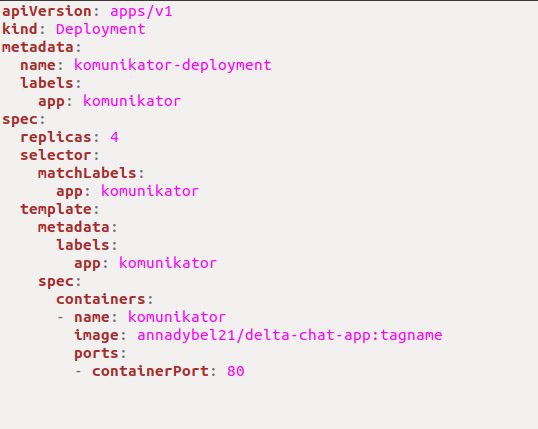 apiVersion: apps/v1
kind: Deployment
metadata:
  name: komunikator-deployment
  labels:
    app: komunikator
spec:
  replicas: 4
  selector:
    matchLabels:
      app: komunikator
  template:
    metadata:
      labels:
        app: komunikator
    spec:
      containers:
      - name: komunikator
        image: annadybel21/delta-chat-app:tagname
        ports:
        - containerPort: 80